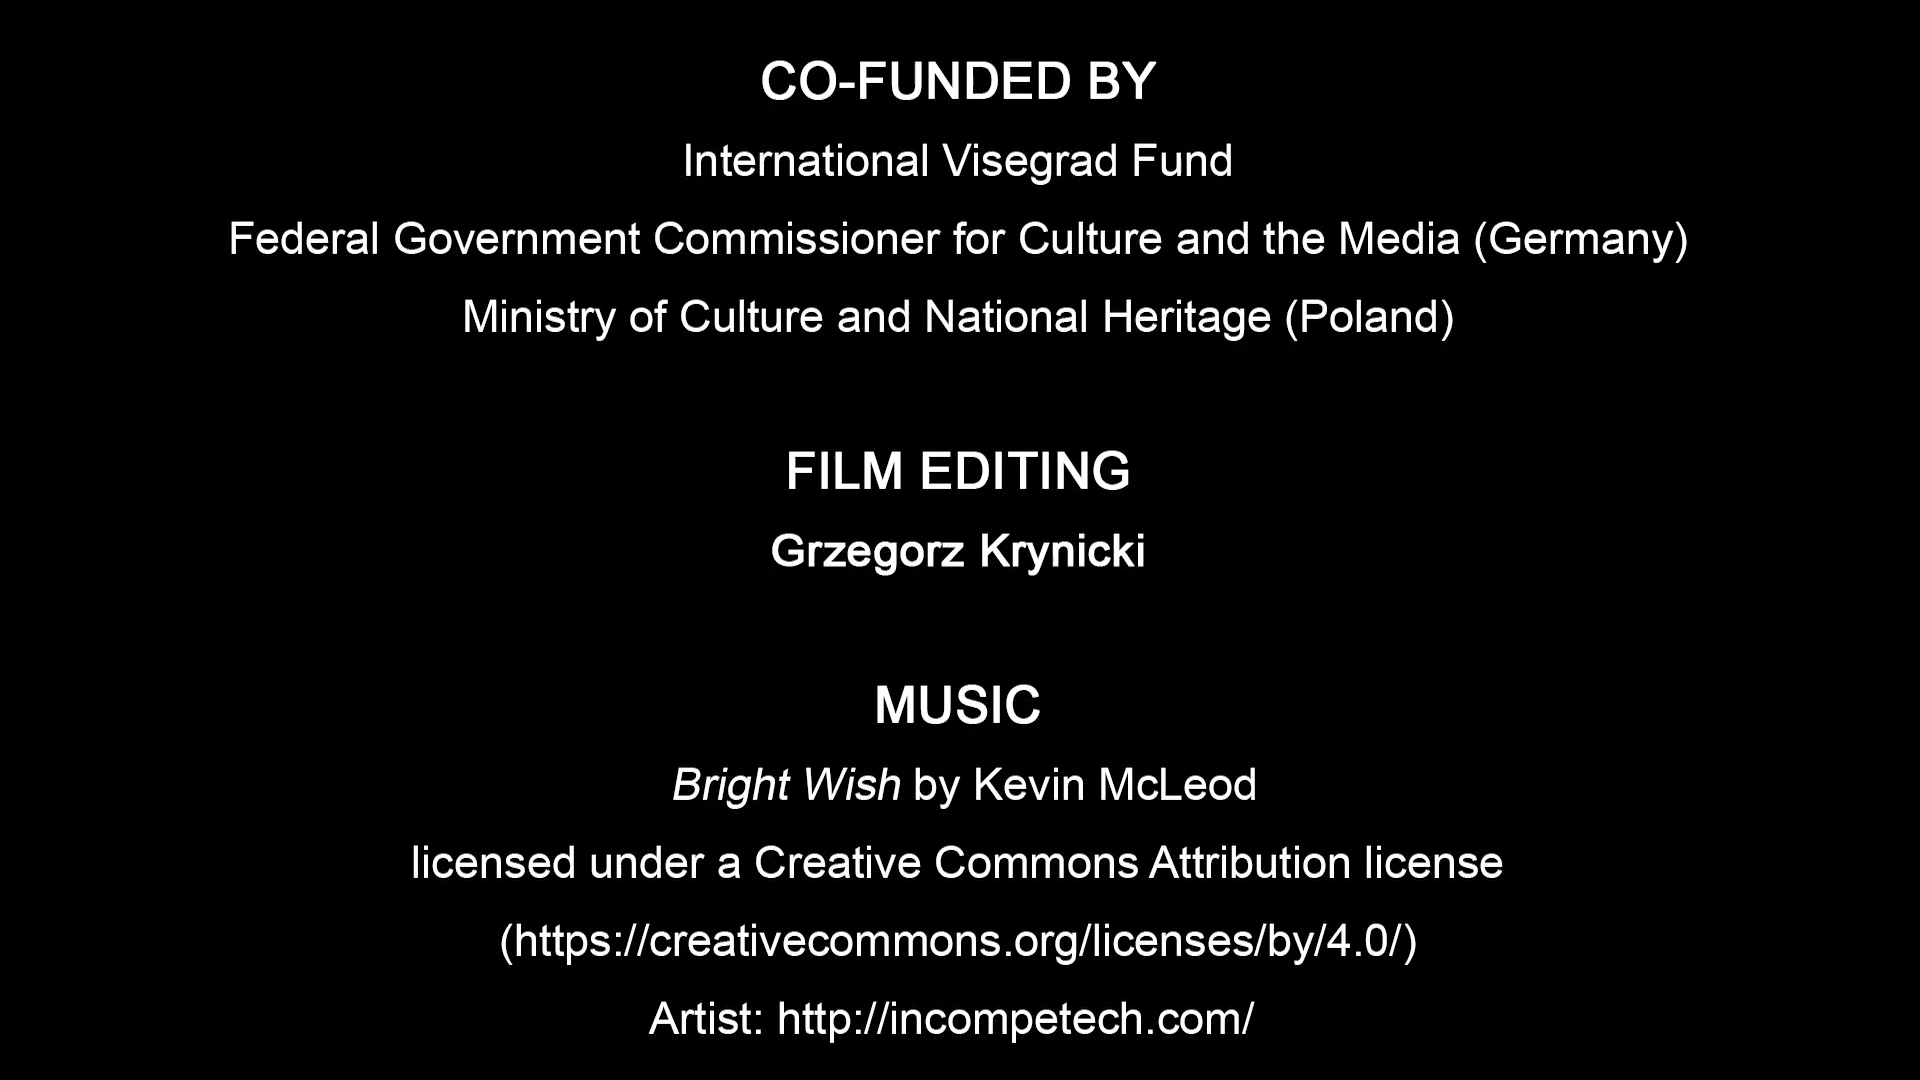 CO-FUNDED BY
International Visegrad Fund
Federal Government Commissioner for Culture and the Media (Germany)
Ministry of Culture and National Heritage (Poland)
FILM EDITING
Grzegorz Krynicki
MUSIC
Bright Wish by Kevin McLeod
licensed under a Creative Commons Attribution license
(https://creativecommons.org/licenses/by/4.0/)
Artist: http://incompetech.com/